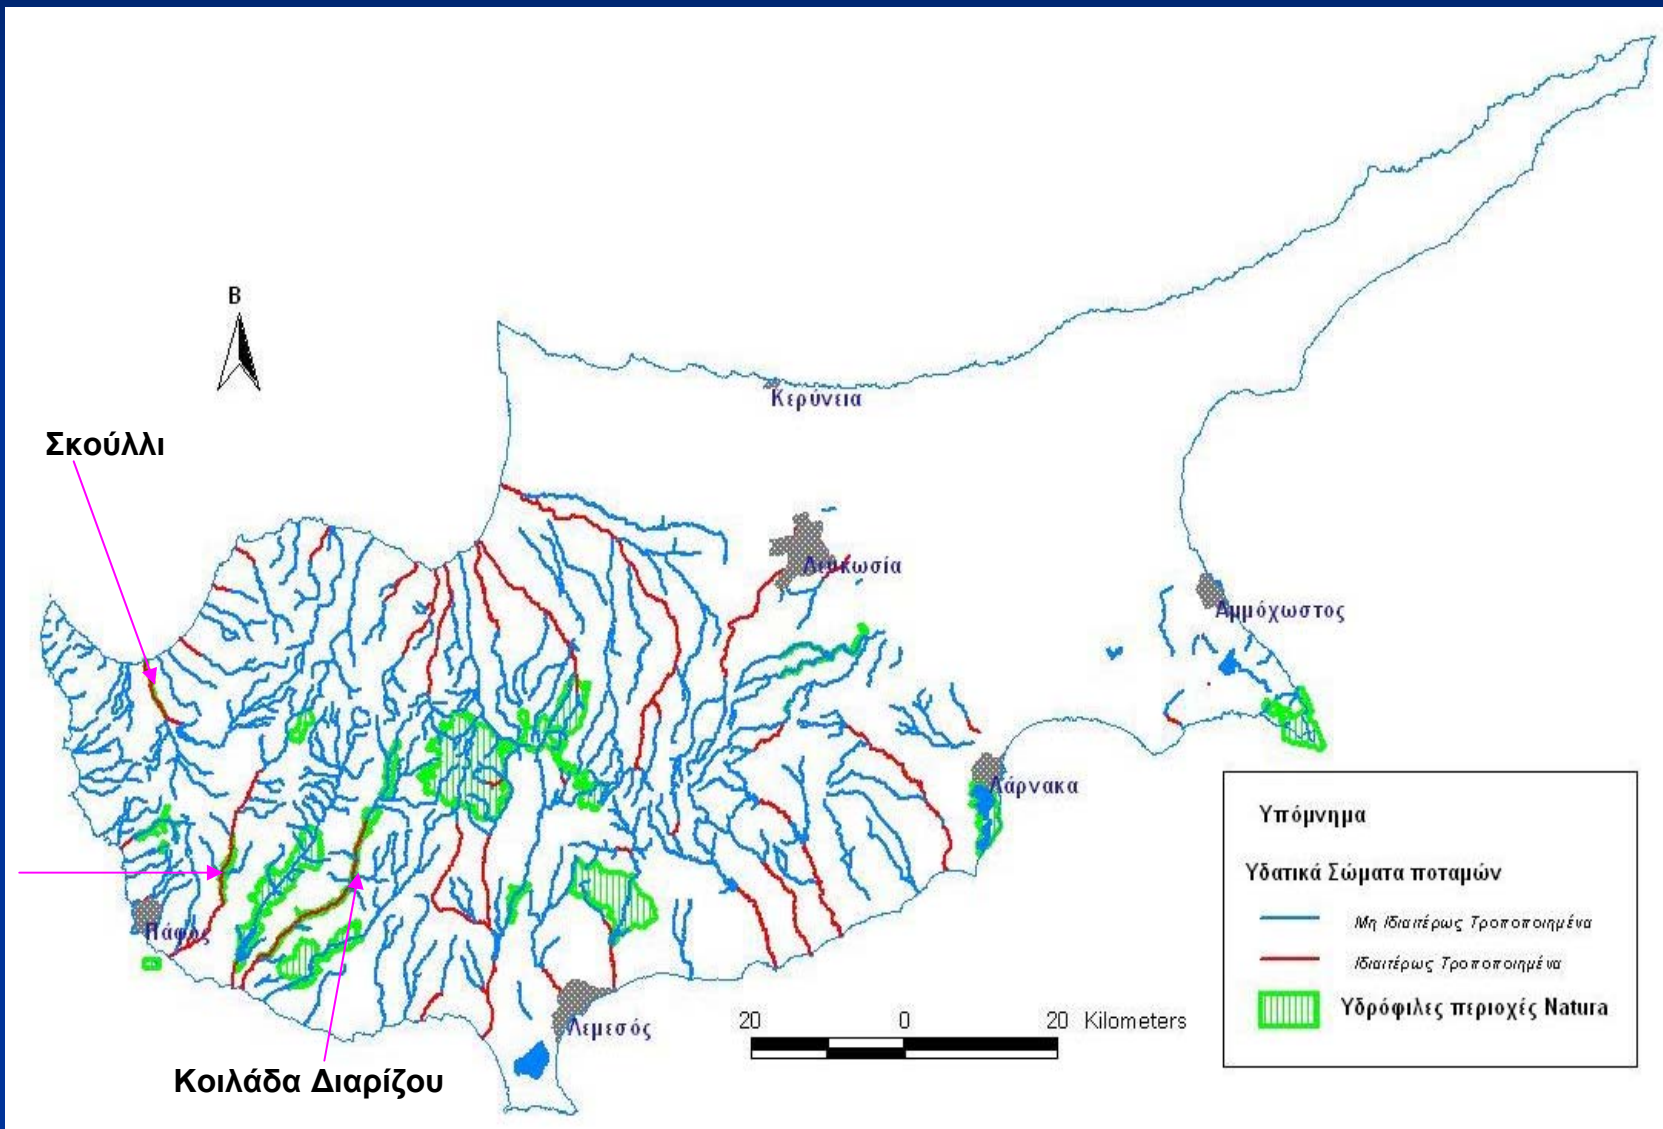 Β
Κερύνεια
Σκούλλι
Λευκωσία
Αμμόχωστος
Λάρνακα
Πάφος
Λεμεσός
Κοιλάδα Διαρίζου
20 0 20 Kilometers
Υπόμνημα
Υδατικά Σώματα ποταμών
Μη Ιδιαιτέρως Τροποποιημένα
Ιδιαιτέρως Τροποποιημένα
Υδρόφιλες περιοχές Natura